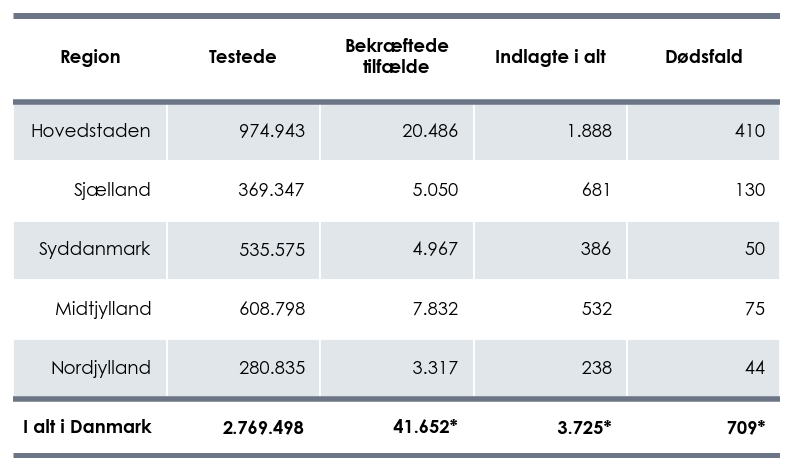 Region Testede Bekræftede tilfælde Indlagte i alt Dødsfald
Hovedstaden 974.943 20.486 1.888 410
Sjælland 369.347 5.050 681 130
Syddanmark 535.575 4.967 386 50
Midtjylland 608.798 7.832 532 75
Nordjylland 280.835 3.317 238 44
I alt i Danmark 2.769.498 41.652* 3.725* 709*